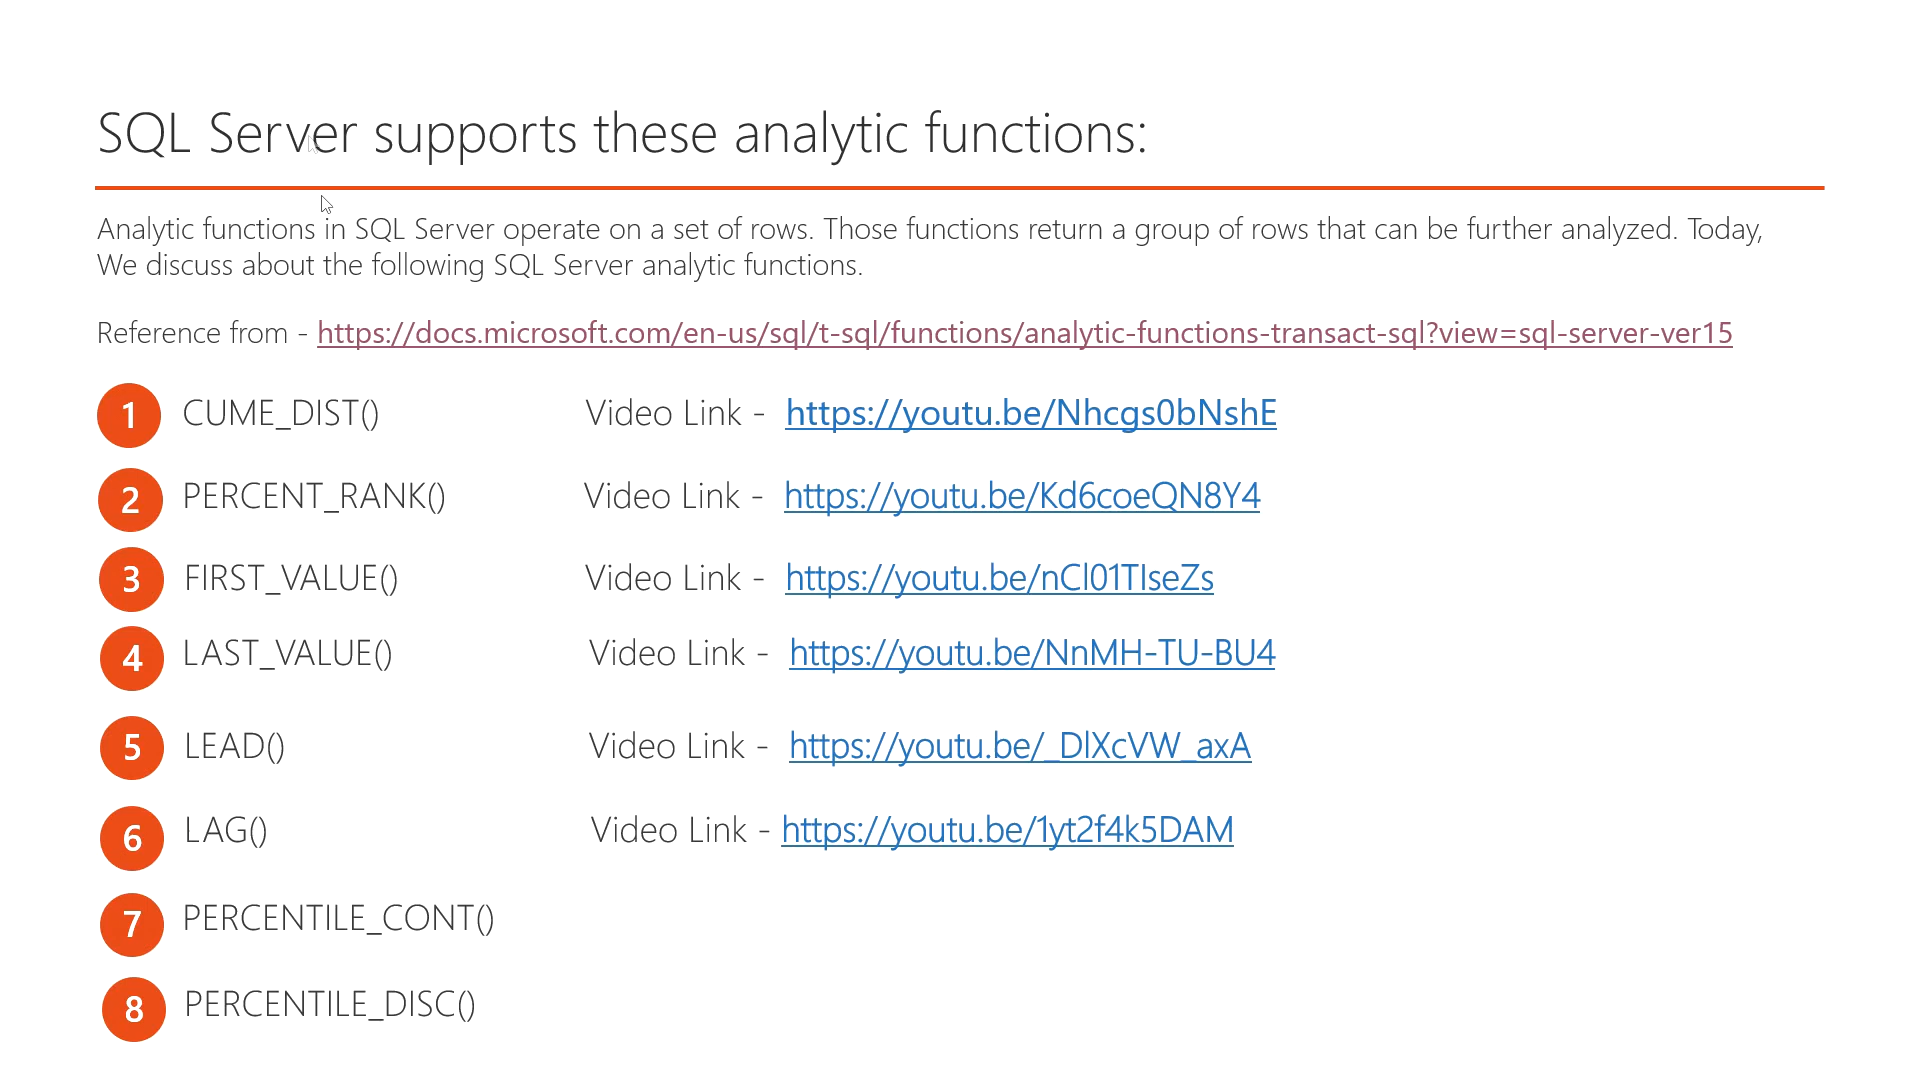 SQL Server supports these analytic functions:
Analytic functions in SQL Server operate on a set of rows. Those functions return a group of rows that can be further analyzed. Today,
We discuss about the following SQL Server analytic functions.
Reference from - https://docs.microsoft.com/en-us/sql/t-sql/functions/analytic-functions-transact-sql?view=sql-server-ver15
1 CUME_DIST() Video Link - https://youtu.be/Nhcgs0bNshE
2 PERCENT_RANK() Video Link - https://youtu.be/Kd6coeQN8Y4
3 FIRST_VALUE() Video Link - https://youtu.be/nCl01TIseZs
4 LAST_VALUE() Video Link - https://youtu.be/NnMH-TU-BU4
5 LEAD() Video Link - https://youtu.be/_DlXcVW_axA
6 LAG() Video Link - https://youtu.be/1yt2f4k5DAM
7 PERCENTILE_CONT()
8 PERCENTILE_DISC()